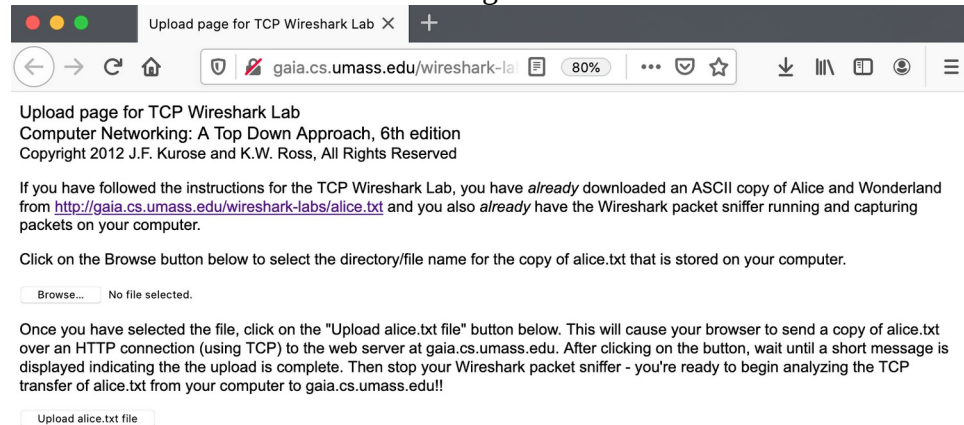 Upload page for TCP Wireshark Lab
gaia.cs.umass.edu/wireshark-la
80%
Upload page for TCP Wireshark Lab
Computer Networking: A Top Down Approach, 6th edition
Copyright 2012 J.F. Kurose and K.W. Ross, All Rights Reserved
If you have followed the instructions for the TCP Wireshark Lab, you have already downloaded an ASCII copy of Alice and Wonderland
from http://gaia.cs.umass.edu/wireshark-labs/alice.txt and you also already have the Wireshark packet sniffer running and capturing
packets on your computer.
Click on the Browse button below to select the directory/file name for the copy of alice.txt that is stored on your computer.
Browse... No file selected.
Once you have selected the file, click on the "Upload alice.txt file" button below. This will cause your browser to send a copy of alice.txt
over an HTTP connection (using TCP) to the web server at gaia.cs.umass.edu. After clicking on the button, wait until a short message is
displayed indicating the the upload is complete. Then stop your Wireshark packet sniffer - you're ready to begin analyzing the TCP
transfer of alice.txt from your computer to gaia.cs.umass.edu!!
Upload alice.txt file